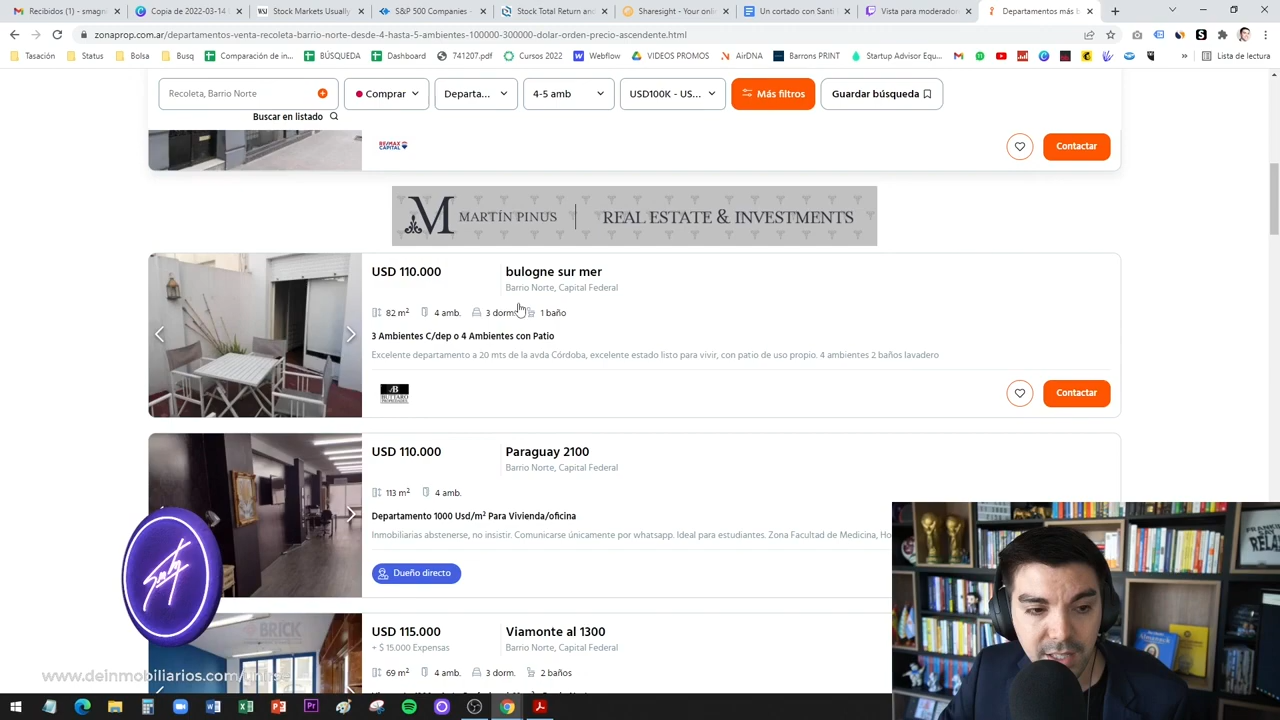 Recibidos (1) - smagre
Copia de 2022-03-14 I
Stock Markets Usually
S&P 500 Companies -
Stock Total Return anc
Sharesight - Your onli
Un cortado con Santi
Vista para moderador
Departamentos más b
zonaprop.com.ar/departamentos-venta-recoleta-barrio-norte-desde-4-hasta-5-ambientes-100000-300000-dolar-orden-precio-ascendente.html
Tasación
Status
Bolsa
Busq
Comparación de in...
BÚSQUEDA
Dashboard
741207.pdf
Cursos 2022
Webflow
VIDEOS PROMOS
AirDNA
Barrons PRINT
Startup Advisor Equ...
Lista de lectura
Recoleta, Barrio Norte
Comprar
Departa...
4-5 amb
USD100K - US...
Más filtros
Guardar búsqueda
Buscar en listado
RE/MAX CAPITAL
Contactar
M MARTÍN PINUS | REAL ESTATE & INVESTMENTS
USD 110.000 bulogne sur mer
Barrio Norte, Capital Federal
82 m² 4 amb. 3 dorm. 1 baño
3 Ambientes C/dep o 4 Ambientes con Patio
Excelente departamento a 20 mts de la avda Córdoba, excelente estado listo para vivir, con patio de uso propio. 4 ambientes 2 baños lavadero
BUTTARO
PROPIEDADES
Contactar
USD 110.000 Paraguay 2100
Barrio Norte, Capital Federal
113 m² 4 amb.
Departamento 1000 Usd/m² Para Vivienda/oficina
Inmobiliarias abstenerse, no insistir. Comunicarse únicamente por whatsapp. Ideal para estudiantes. Zona Facultad de Medicina, Ho
Dueño directo
BRICK
USD 115.000 Viamonte al 1300
+ $ 15.000 Expensas Barrio Norte, Capital Federal
69 m² 4 amb. 3 dorm. 2 baños